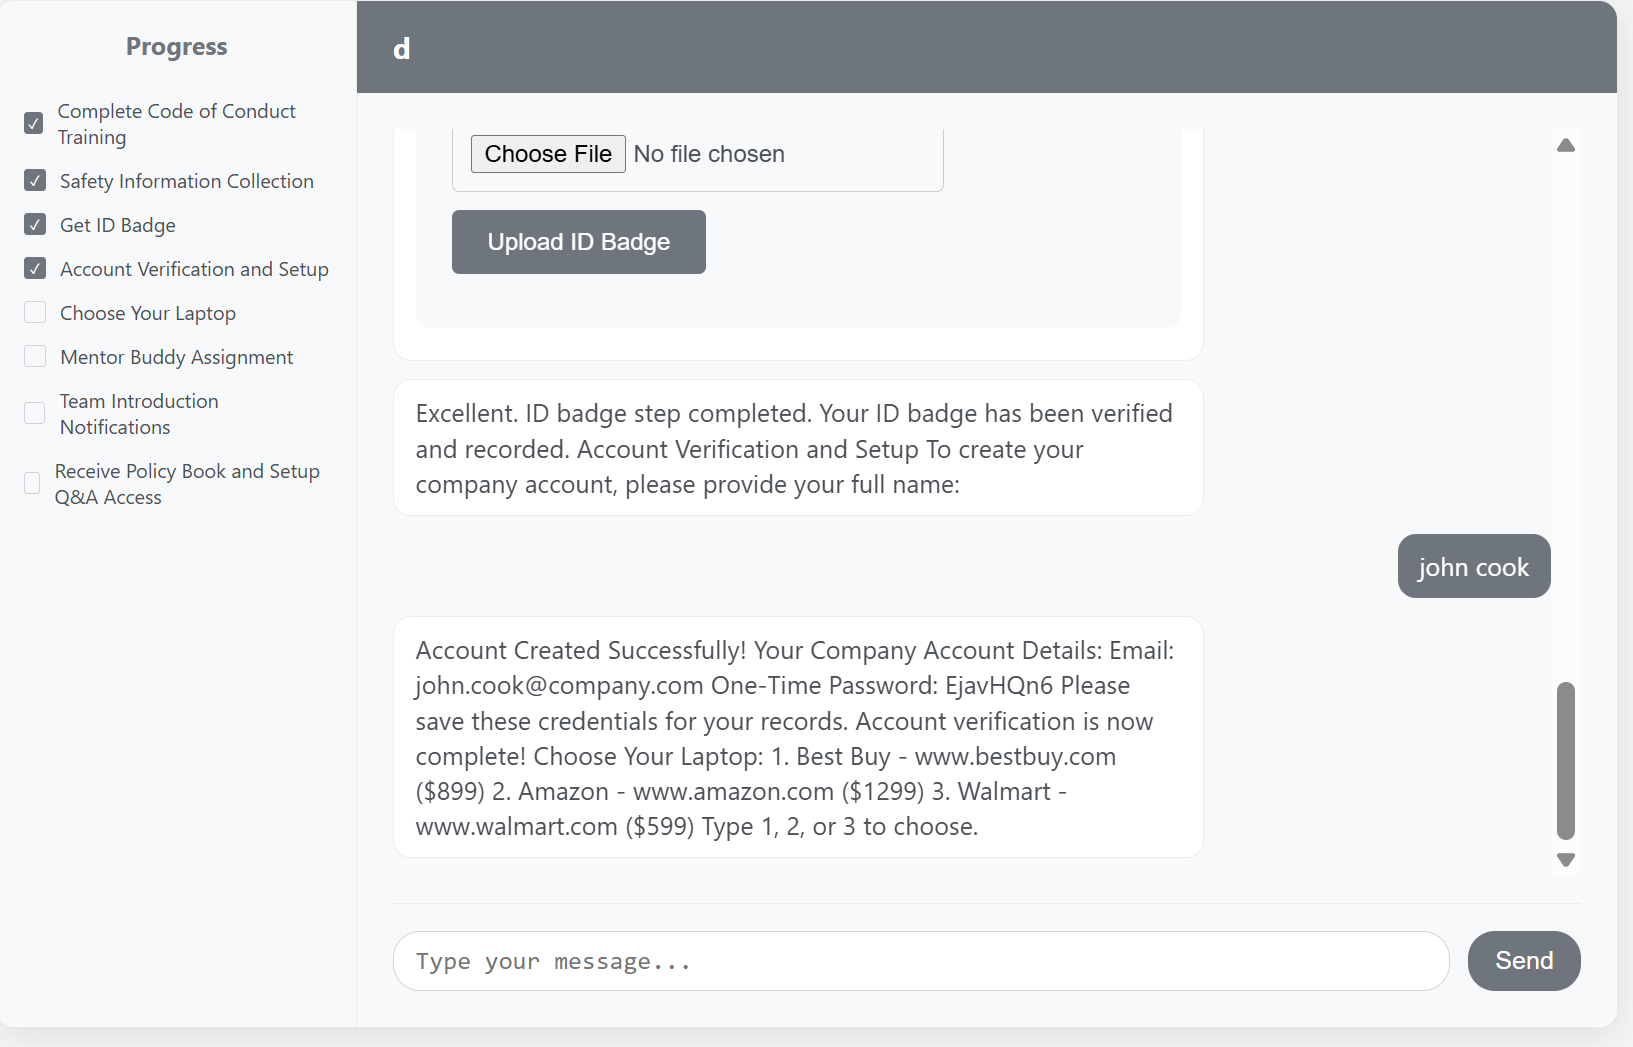 Progress
Complete Code of Conduct
Training
Safety Information Collection
Get ID Badge
Account Verification and Setup
Choose Your Laptop
Mentor Buddy Assignment
Team Introduction
Notifications
Receive Policy Book and Setup
Q&A Access
d
Choose File No file chosen
Upload ID Badge
Excellent. ID badge step completed. Your ID badge has been verified
and recorded. Account Verification and Setup To create your
company account, please provide your full name:
john cook
Account Created Successfully! Your Company Account Details: Email:
john.cook@company.com One-Time Password: EjavHQn6 Please
save these credentials for your records. Account verification is now
complete! Choose Your Laptop: 1. Best Buy - www.bestbuy.com
($899) 2. Amazon - www.amazon.com ($1299) 3. Walmart -
www.walmart.com ($599) Type 1, 2, or 3 to choose.
Type your message...
Send